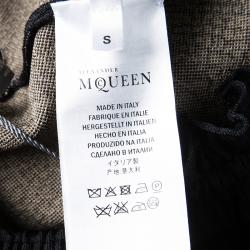 S
ALEXANDER
McQUEEN
MADE IN ITALY
FABRIQUE EN ITALIE
HERGESTELLT IN ITALIEN
HECHO EN ITALIA
PRODUZIDO NA ITALIA
СДЕЛАНО В ИТАЛИИ
イタリア製
产地:意大利